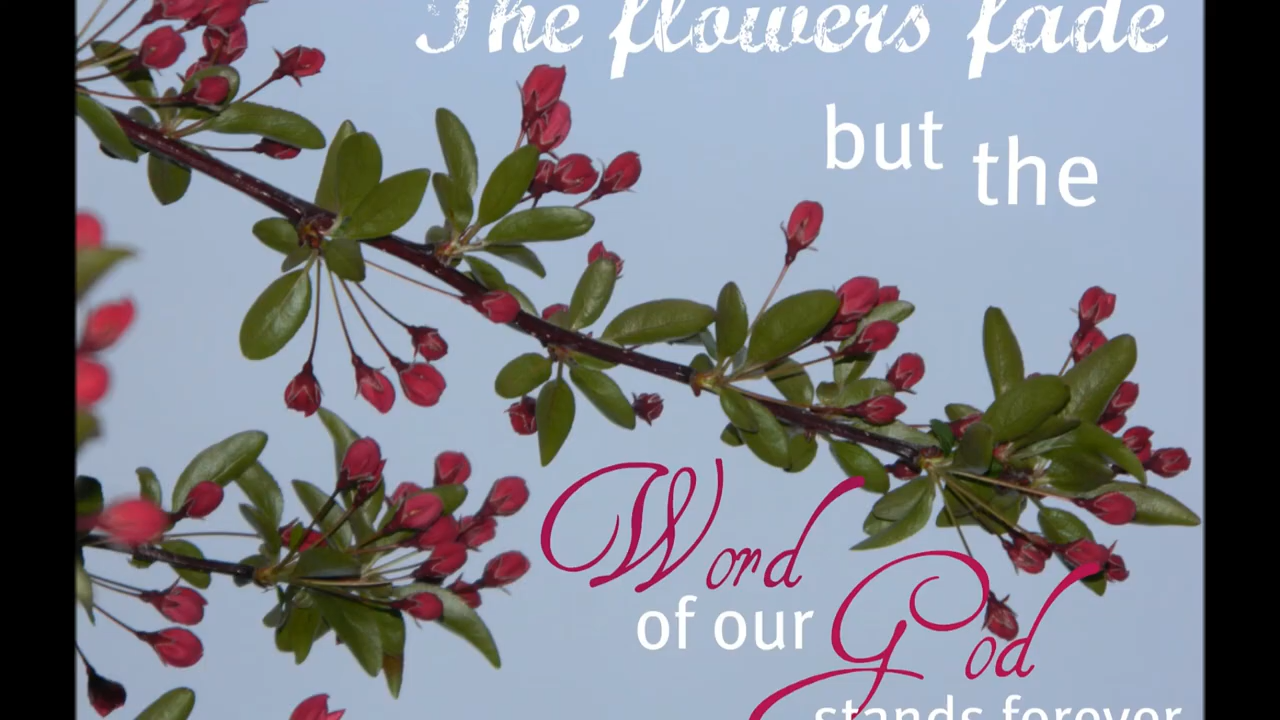 The flowers fade
but the
Word
of our God
stands forever